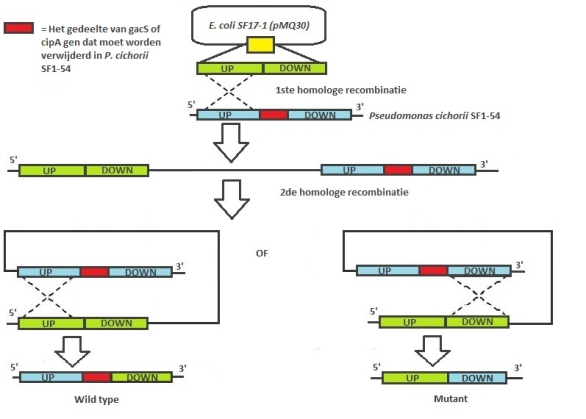 = Het gedeelte van gacS of
cipA gen dat moet worden
verwijderd in P. cichorii
SF1-54
E. coli SF17-1 (pMQ30)
UP DOWN
1ste homologe recombinatie
5' UP DOWN 3' Pseudomonas cichorii SF1-54
5' UP DOWN UP DOWN 3'
2de homologe recombinatie
OF
UP DOWN 3'
5' UP DOWN
5' UP DOWN 3'
Wild type
UP DOWN 3'
5' UP DOWN
5' UP DOWN 3'
Mutant